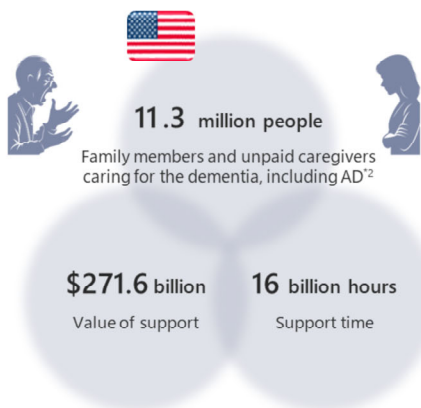 11.3 million people
Family members and unpaid caregivers
caring for the dementia, including AD*2
$271.6 billion
Value of support
16 billion hours
Support time